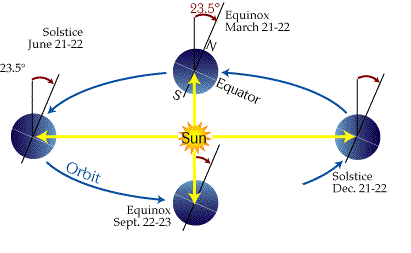 23.5°
Equinox
March 21-22
Solstice
June 21-22
23.5°
N
S
Equator
Sun
Orbit
Equinox
Sept. 22-23
Solstice
Dec. 21-22